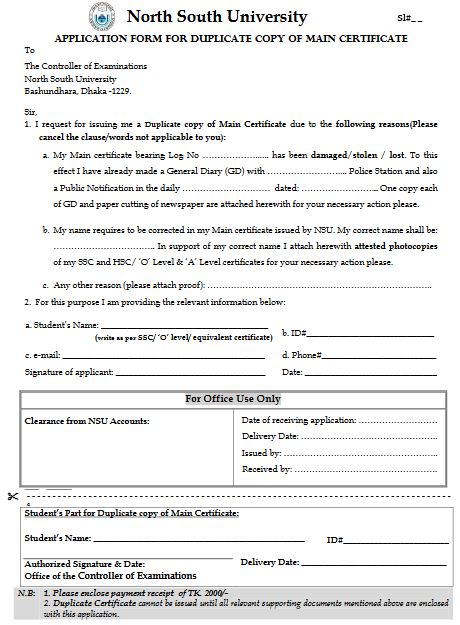 North South University
Sl#_ _
APPLICATION FORM FOR DUPLICATE COPY OF MAIN CERTIFICATE
To
The Controller of Examinations
North South University
Bashundhara, Dhaka -1229.
Sir,
1. I request for issuing me a Duplicate copy of Main Certificate due to the following reasons(Please
cancel the clause/words not applicable to you):
a. My Main certificate bearing Log No ........................ has been damaged/stolen / lost. To this
effect I have already made a General Diary (GD) with ........................... Police Station and also
a Public Notification in the daily ........................... dated: .......................... One copy each
of GD and paper cutting of newspaper are attached herewith for your necessary action please.
b. My name requires to be corrected in my Main certificate issued by NSU. My correct name shall be:
................................... In support of my correct name I attach herewith attested photocopies
of my SSC and HSC/ 'O' Level & 'A' Level certificates for your necessary action please.
c. Any other reason (please attach proof): ................................................................................
2. For this purpose I am providing the relevant information below:
a. Student's Name: ______________________________ b. ID#______________________
(write as per SSC/ 'O' level/ equivalent certificate)
c. e-mail: ___________________________________ d. Phone#____________________
Signature of applicant: __________________________ Date: _______________________
For Office Use Only
Clearance from NSU Accounts:
Date of receiving application: ............................
Delivery Date: ................................................
Issued by: ......................................................
Received by: ..................................................
Student's Part for Duplicate copy of Main Certificate:
Student's Name: ____________________________________ ID#__________________
Authorized Signature & Date: Delivery Date: ____________________
Office of the Controller of Examinations
N.B: 1. Please enclose payment receipt of TK. 2000/-
2. Duplicate Certificate cannot be issued until all relevant supporting documents mentioned above are enclosed
with this application.